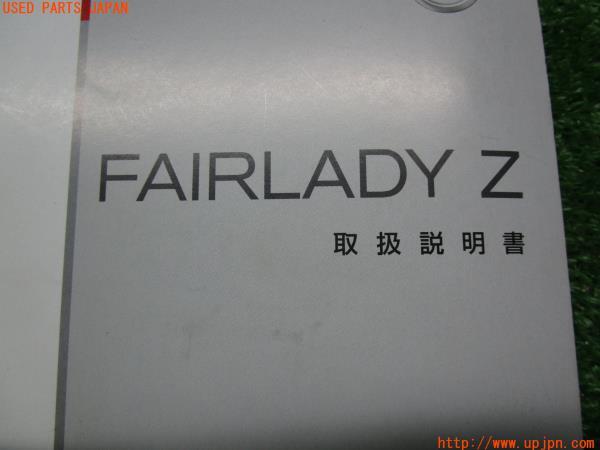 USED PARTS JAPAN
FAIRLADY Z
取扱説明書
http://www.upjpn.com